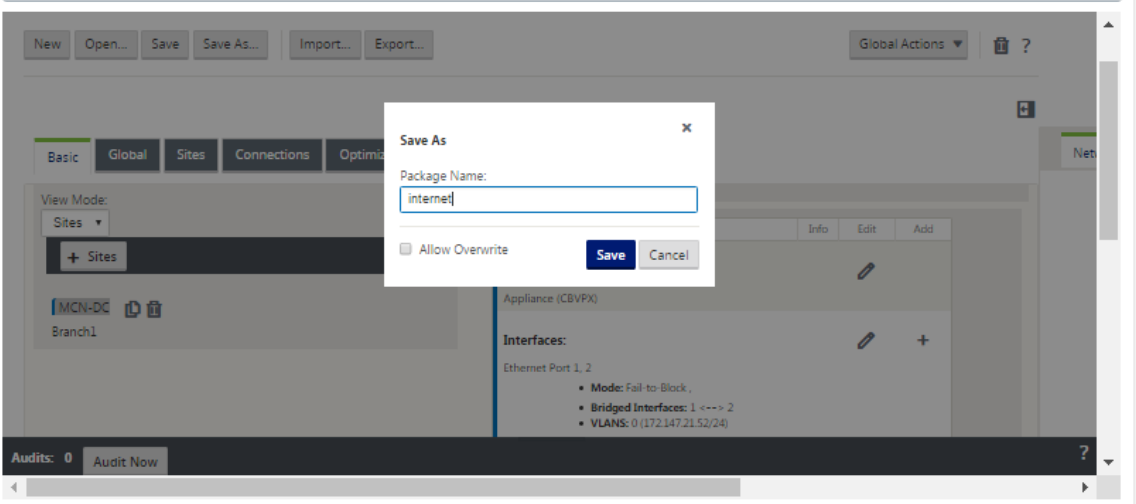 New Open... Save Save As... Import... Export... Global Actions ▼ ?
Basic Global Sites Connections Optimiz Net
Save As
Package Name:
internet
Allow Overwrite Save Cancel
View Mode:
Sites ▼
+ Sites
MCN-DC
Branch1
Info Edit Add
Appliance (CBVPX)
Interfaces: +
Ethernet Port 1, 2
• Mode: Fail-to-Block ,
• Bridged Interfaces: 1 <--> 2
• VLANS: 0 (172.147.21.52/24)
Audits: 0 Audit Now ?